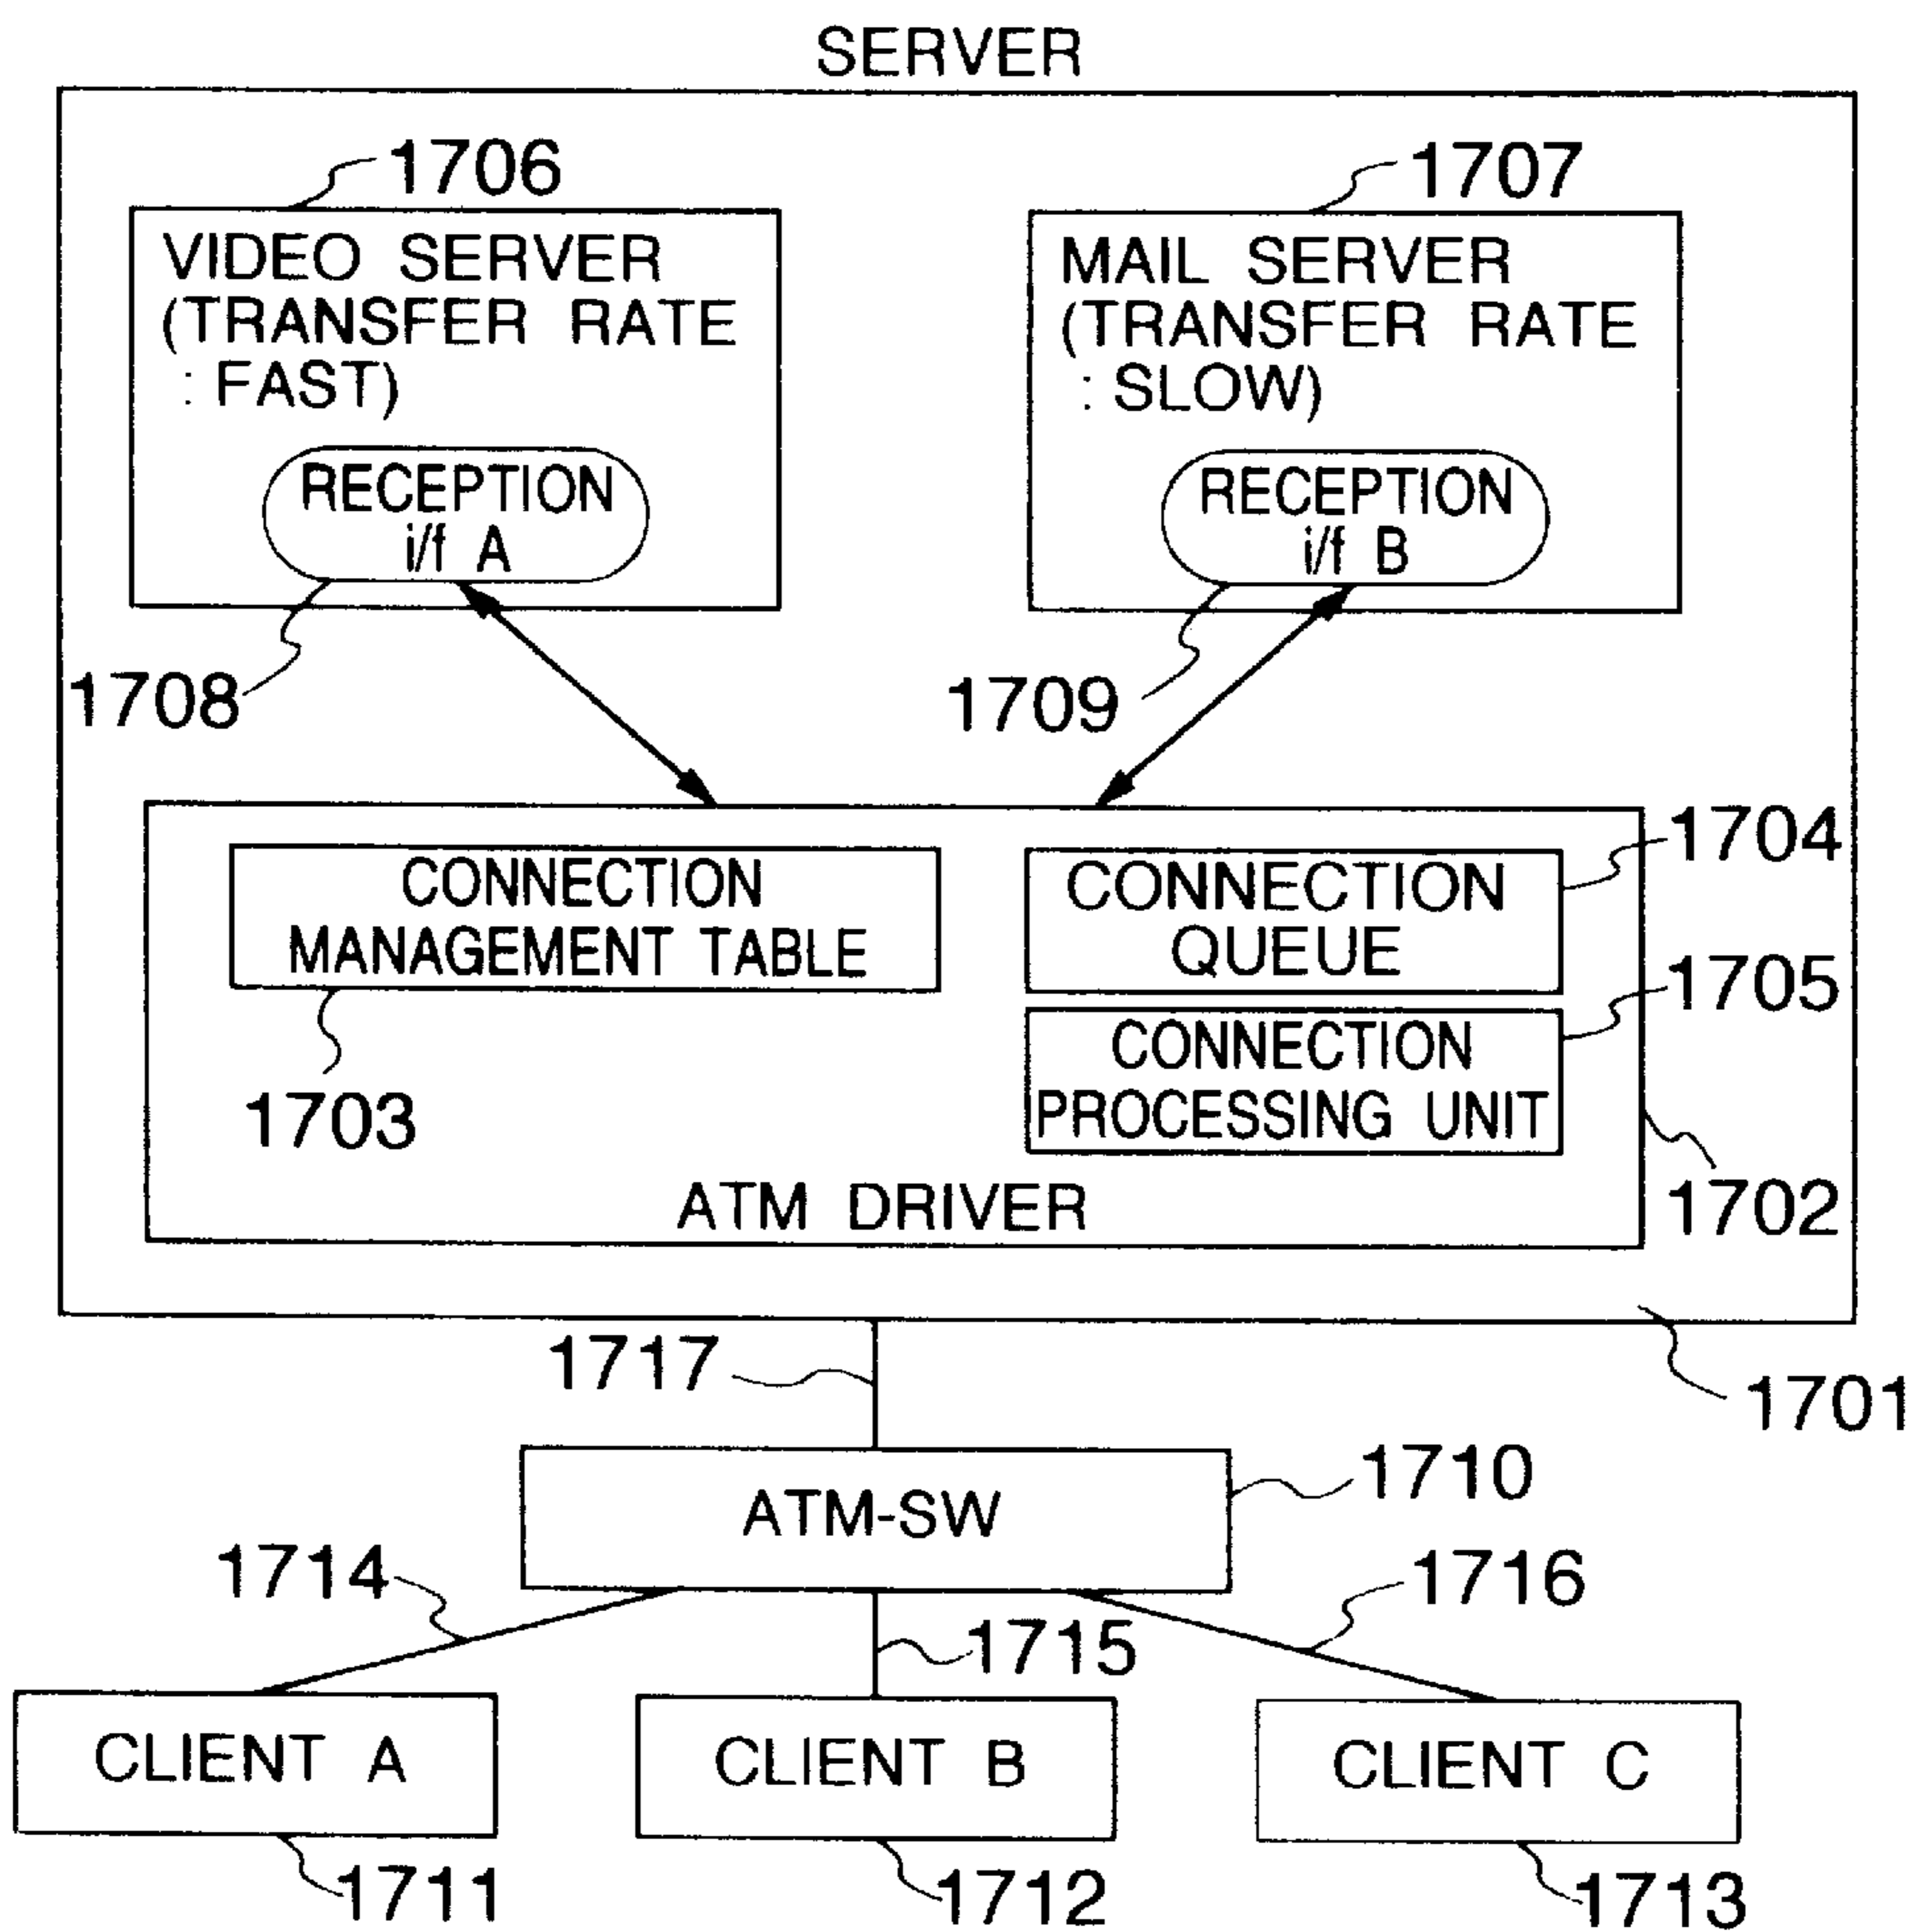 SERVER
1706
1707
VIDEO SERVER
(TRANSFER RATE
: FAST)
MAIL SERVER
(TRANSFER RATE
: SLOW)
RECEPTION
i/f A
RECEPTION
i/f B
1708
1709
CONNECTION
MANAGEMENT TABLE
1703
CONNECTION
QUEUE
1704
CONNECTION
PROCESSING UNIT
1705
ATM DRIVER
1702
1717
1701
ATM-SW
1710
1714
1715
1716
CLIENT A
CLIENT B
CLIENT C
1711
1712
1713